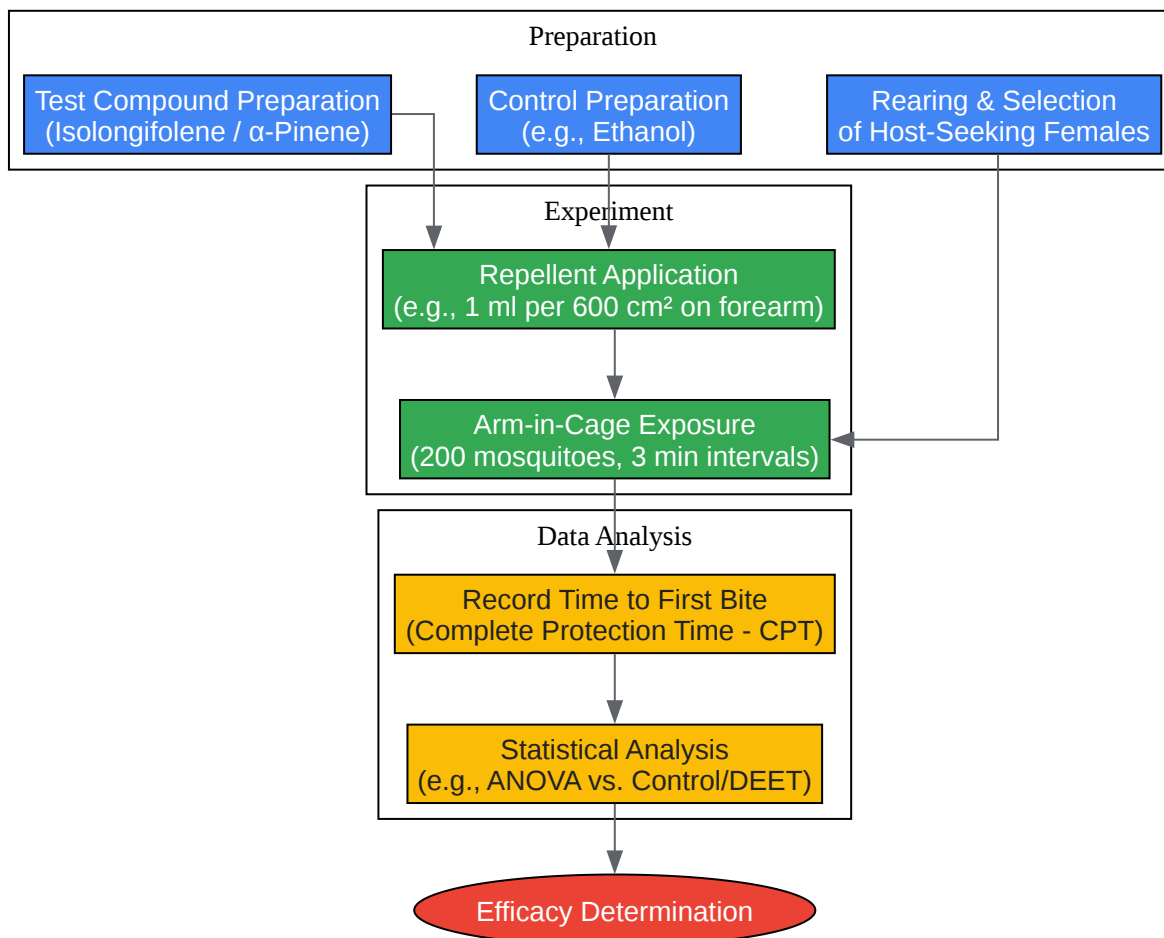 Preparation
Test Compound Preparation
(Isolongifolene / α-Pinene)
Control Preparation
(e.g., Ethanol)
Rearing & Selection
of Host-Seeking Females
Experiment
Repellent Application
(e.g., 1 ml per 600 cm² on forearm)
Arm-in-Cage Exposure
(200 mosquitoes, 3 min intervals)
Data Analysis
Record Time to First Bite
(Complete Protection Time - CPT)
Statistical Analysis
(e.g., ANOVA vs. Control/DEET)
Efficacy Determination